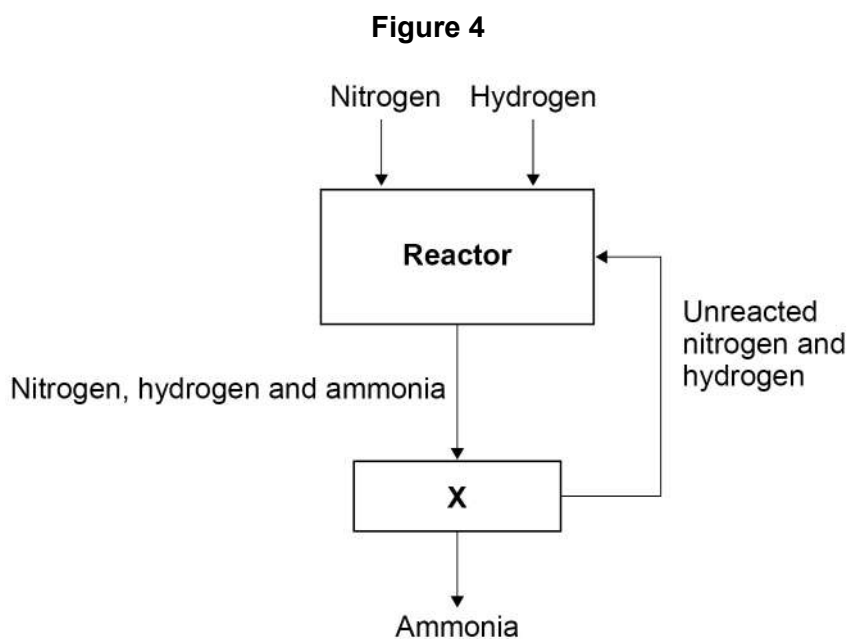 Figure 4
Nitrogen
Hydrogen
Reactor
Unreacted
nitrogen and
hydrogen
Nitrogen, hydrogen and ammonia
X
Ammonia